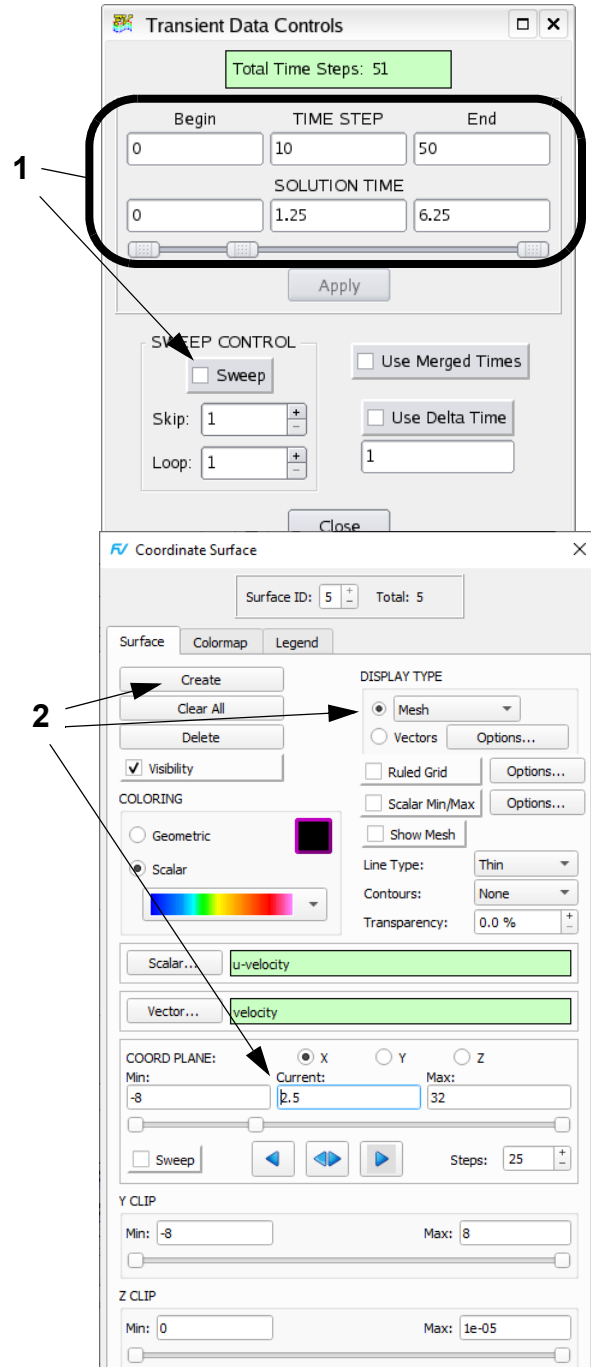 Transient Data Controls
Total Time Steps: 51
Begin TIME STEP End
0 10 50
1
SOLUTION TIME
0 1.25 6.25
Apply
SWEEP CONTROL
Sweep Use Merged Times
Skip: 1 Use Delta Time
Loop: 1 1
Close
FV Coordinate Surface
Surface ID: 5 Total: 5
Surface Colormap Legend
Create DISPLAY TYPE
Clear All Mesh
2
Delete Vectors Options...
Visibility Ruled Grid Options...
COLORING Scalar Min/Max Options...
Geometric Show Mesh
Scalar Line Type: Thin
Contours: None
Transparency: 0.0 %
Scalar... u-velocity
Vector... velocity
COORD PLANE: X Y Z
Min: Current: Max:
-8 2.5 32
Sweep Steps: 25
Y CLIP
Min: -8 Max: 8
Z CLIP
Min: 0 Max: 1e-05